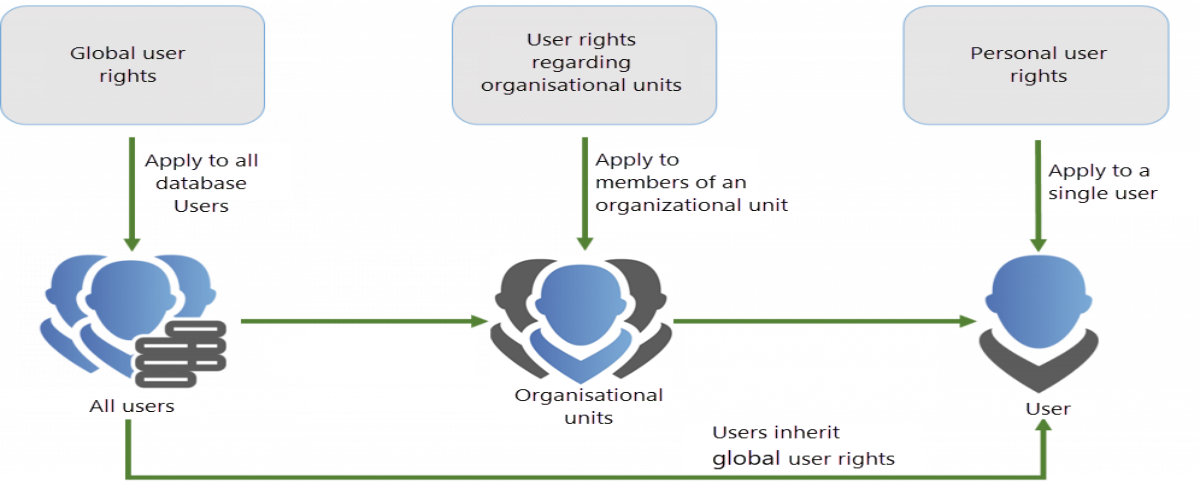 Global user
rights
User rights
regarding
organisational units
Personal user
rights
Apply to all
database
Users
Apply to
members of an
organizational unit
Apply to a
single user
All users
Organisational
units
User
Users inherit
global user rights